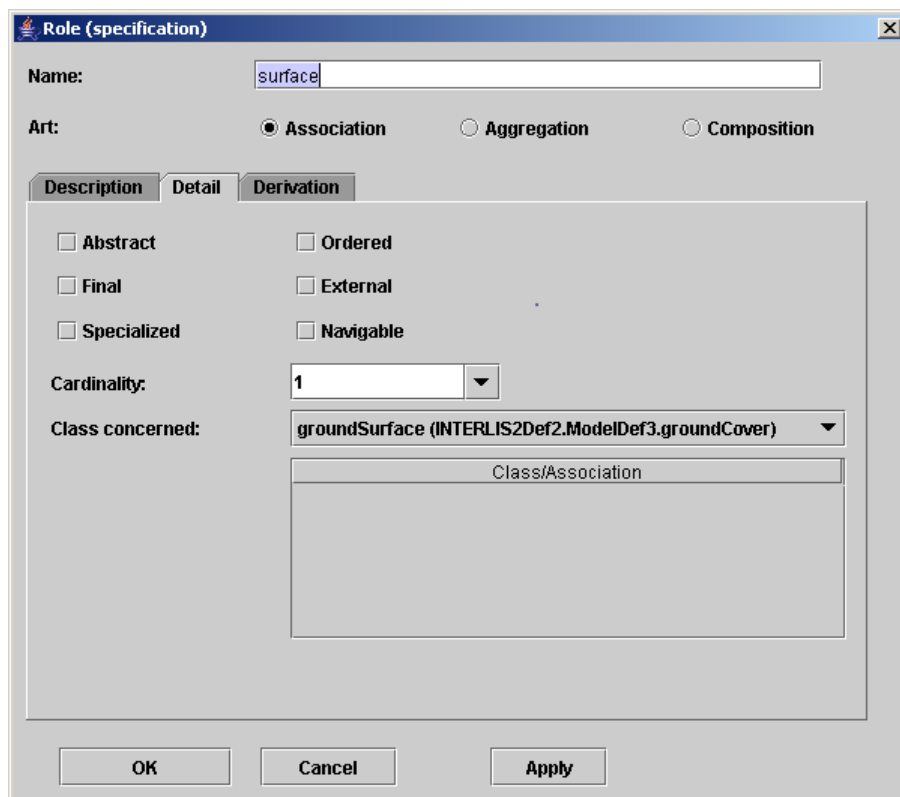 Role (specification)
Name: surface
Art: Association Aggregation Composition
Description Detail Derivation
Abstract Ordered
Final External
Specialized Navigable
Cardinality: 1
Class concerned: groundSurface (INTERLIS2Def2.ModelDef3.groundCover)
Class/Association
OK Cancel Apply